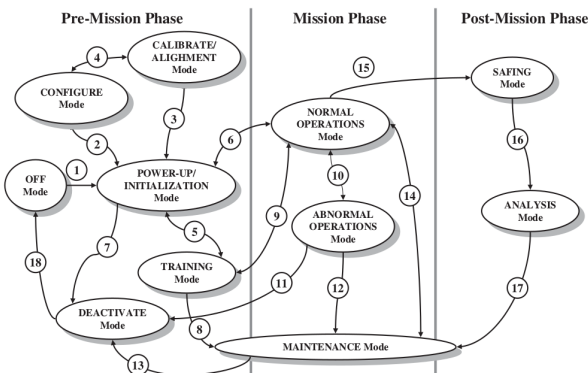 Pre-Mission Phase
Mission Phase
Post-Mission Phase
CALIBRATE/
ALIGHMENT
Mode
4
15
CONFIGURE
Mode
SAFING
Mode
3
NORMAL
OPERATIONS
Mode
2
6
16
1
OFF
Mode
POWER-UP/
INITIALIZATION
Mode
10
14
9
ABNORMAL
OPERATIONS
Mode
ANALYSIS
Mode
5
7
18
TRAINING
Mode
11
12
17
DEACTIVATE
Mode
8
MAINTENANCE Mode
13